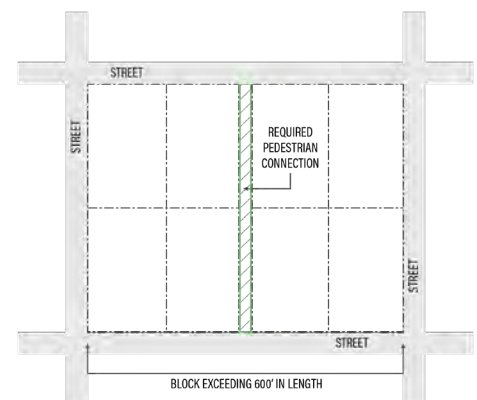 STREET
STREET
REQUIRED
PEDESTRIAN
CONNECTION
STREET
STREET
BLOCK EXCEEDING 600' IN LENGTH